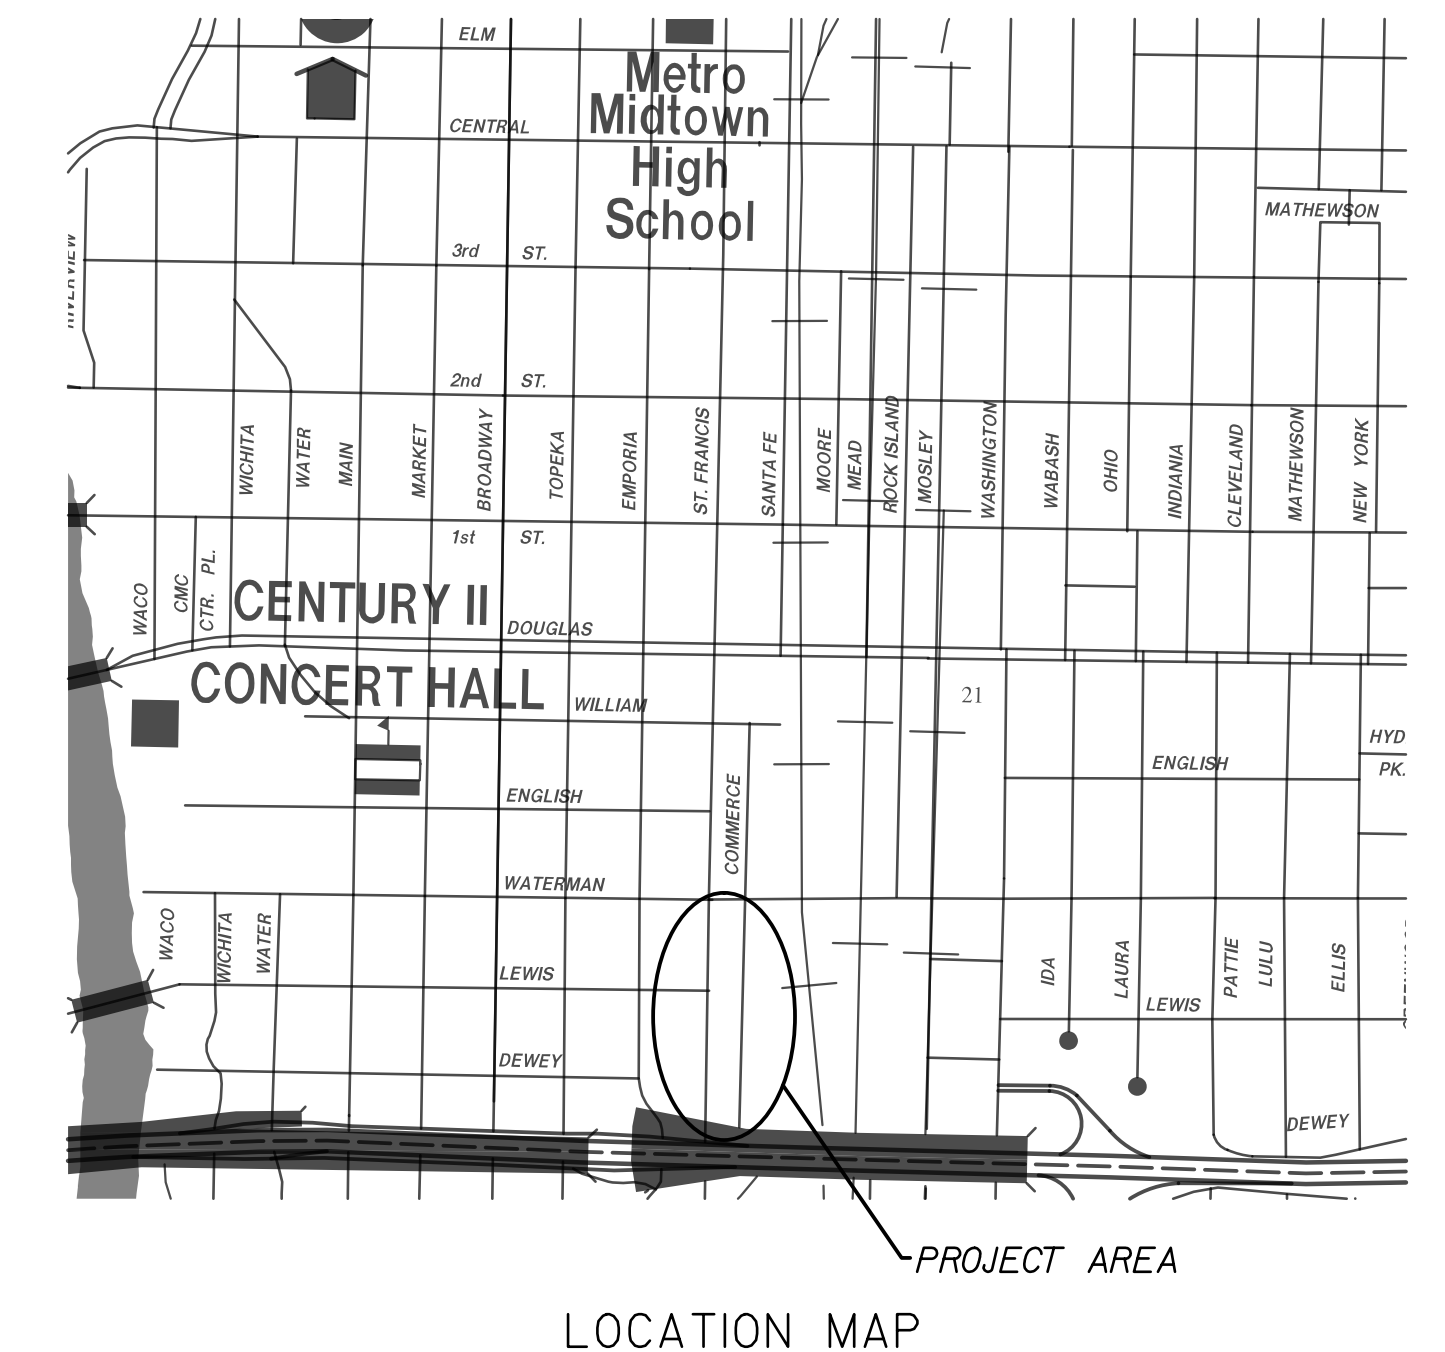 ELM
Metro
Midtown
High
School
CENTRAL
MATHEWSON
RIVERVIEW
3rd ST.
2nd ST.
WICHITA
WATER
MAIN
MARKET
BROADWAY
TOPEKA
EMPORIA
ST. FRANCIS
SANTA FE
MOORE
MEAD
ROCK ISLAND
MOSLEY
WASHINGTON
WABASH
OHIO
INDIANIA
CLEVELAND
MATHEWSON
NEW YORK
1st ST.
WACO
CMC
CTR. PL.
CENTURY II
DOUGLAS
CONCERT HALL
WILLIAM
21
HYD
PK.
ENGLISH
ENGLISH
COMMERCE
WATERMAN
WACO
WICHITA
WATER
LEWIS
IDA
LAURA
PATTIE
LULU
ELLIS
LEWIS
DEWEY
DEWEY
PROJECT AREA
LOCATION MAP